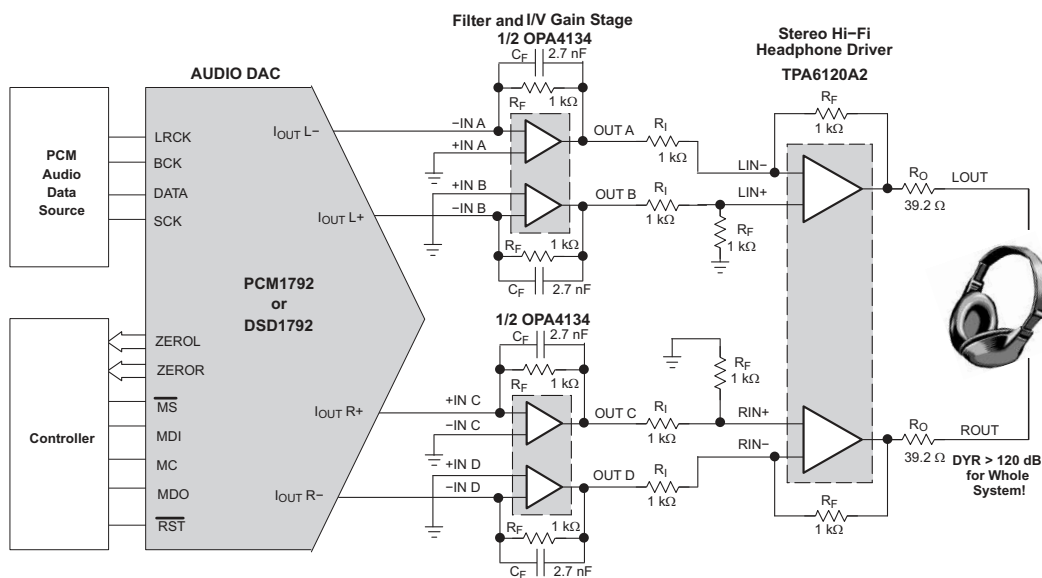 Filter and I/V Gain Stage
1/2 OPA4134
C_F 2.7 nF
1 kΩ
R_F
Stereo Hi−Fi
Headphone Driver
TPA6120A2
R_F
1 kΩ
AUDIO DAC
PCM
Audio
Data
Source
LRCK
BCK
DATA
SCK
I_OUT L−
I_OUT L+
−IN A
+IN A
+IN B
−IN B
OUT A
R_I
1 kΩ
LIN−
OUT B
R_I
1 kΩ
LIN+
R_F
1 kΩ
R_O
39.2 Ω
LOUT
R_F
1 kΩ
C_F 2.7 nF
PCM1792
or
DSD1792
Controller
ZEROL
ZEROR
MS
MDI
MC
MDO
RST
I_OUT R+
I_OUT R−
1/2 OPA4134
C_F 2.7 nF
1 kΩ
R_F
+IN C
−IN C
+IN D
−IN D
OUT C
R_I
1 kΩ
R_F
1 kΩ
RIN+
RIN−
OUT D
R_I
1 kΩ
R_O
39.2 Ω
ROUT
R_F
1 kΩ
R_F
1 kΩ
C_F 2.7 nF
DYR > 120 dB
for Whole
System!